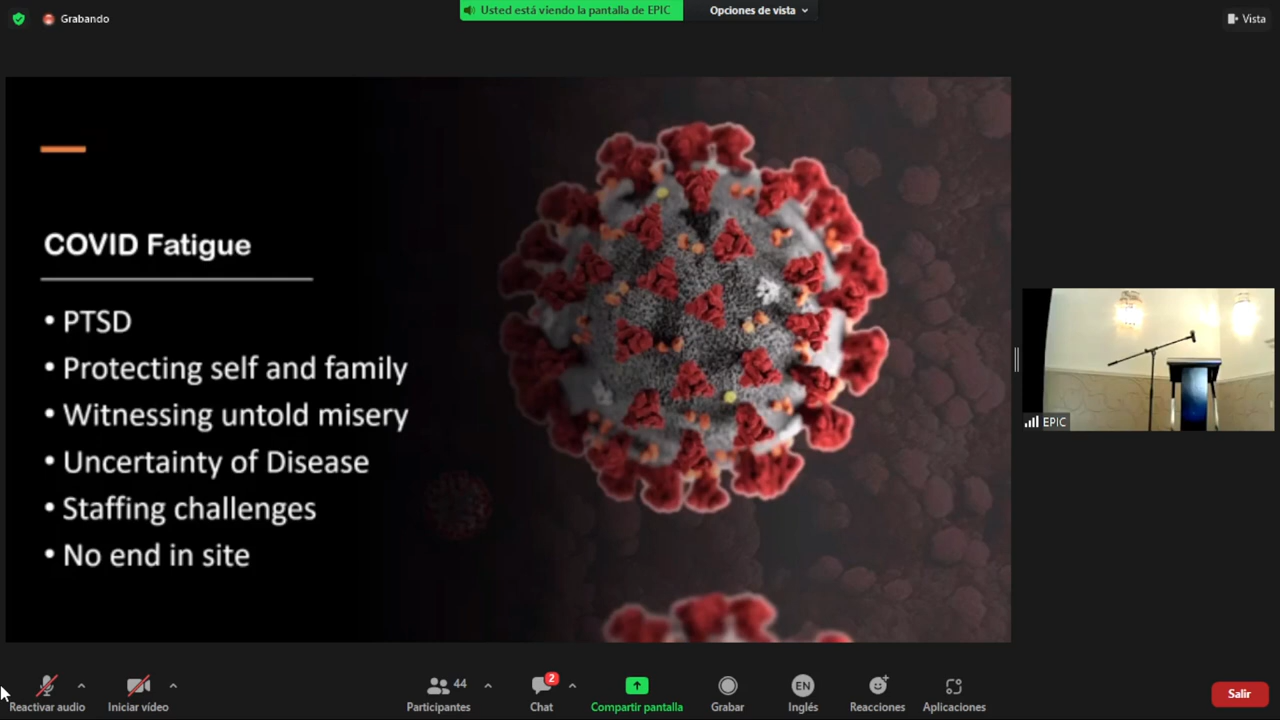 Grabando
Usted está viendo la pantalla de EPIC
Opciones de vista
Vista
COVID Fatigue
• PTSD
• Protecting self and family
• Witnessing untold misery
• Uncertainty of Disease
• Staffing challenges
• No end in site
EPIC
Reactivar audio
Iniciar vídeo
44
Participantes
2
Chat
Compartir pantalla
Grabar
EN
Inglés
Reacciones
Aplicaciones
Salir